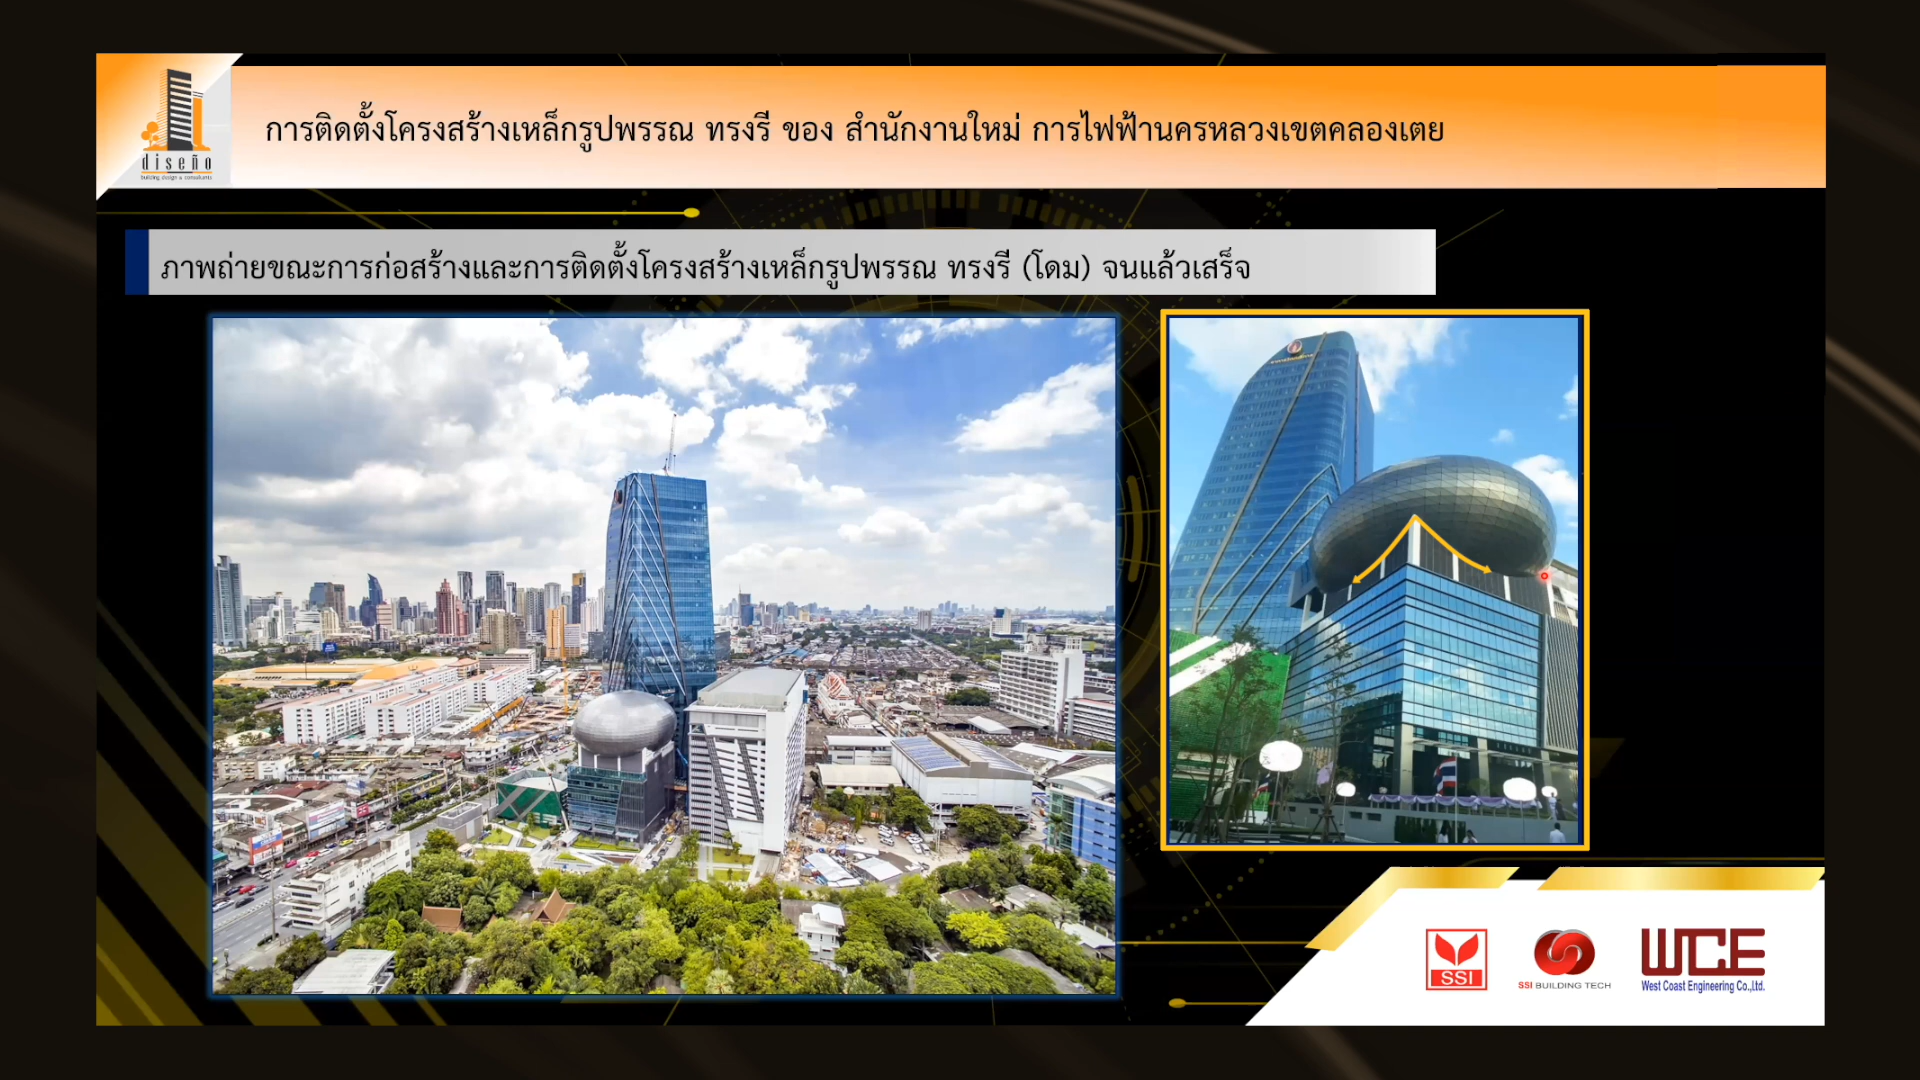 diseño
building design & consultants
การติดตั้งโครงสร้างเหล็กรูปพรรณ ทรงรี ของ สำนักงานใหม่ การไฟฟ้านครหลวงเขตคลองเตย
ภาพถ่ายขณะการก่อสร้างและการติดตั้งโครงสร้างเหล็กรูปพรรณ ทรงรี (โดม) จนแล้วเสร็จ
SSI
SSI BUILDING TECH
WCE
West Coast Engineering Co.,Ltd.